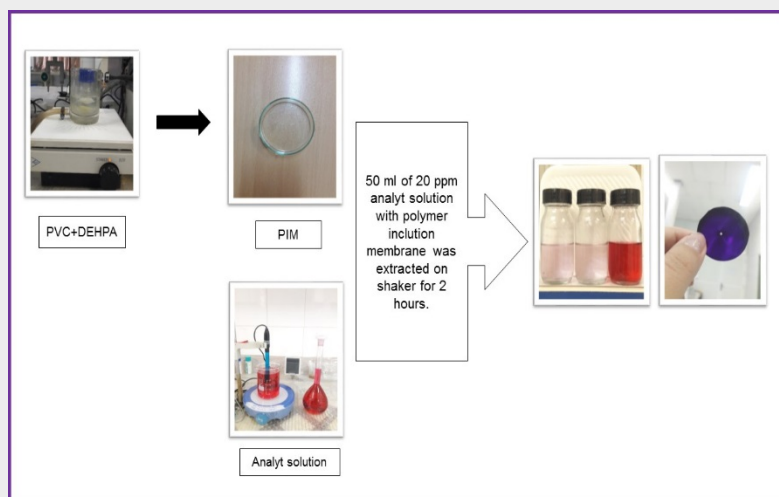 PVC+DEHPA
PIM
50 ml of 20 ppm
analyt solution
with polymer
inclution
membrane was
extracted on
shaker for 2
hours.
Analyt solution